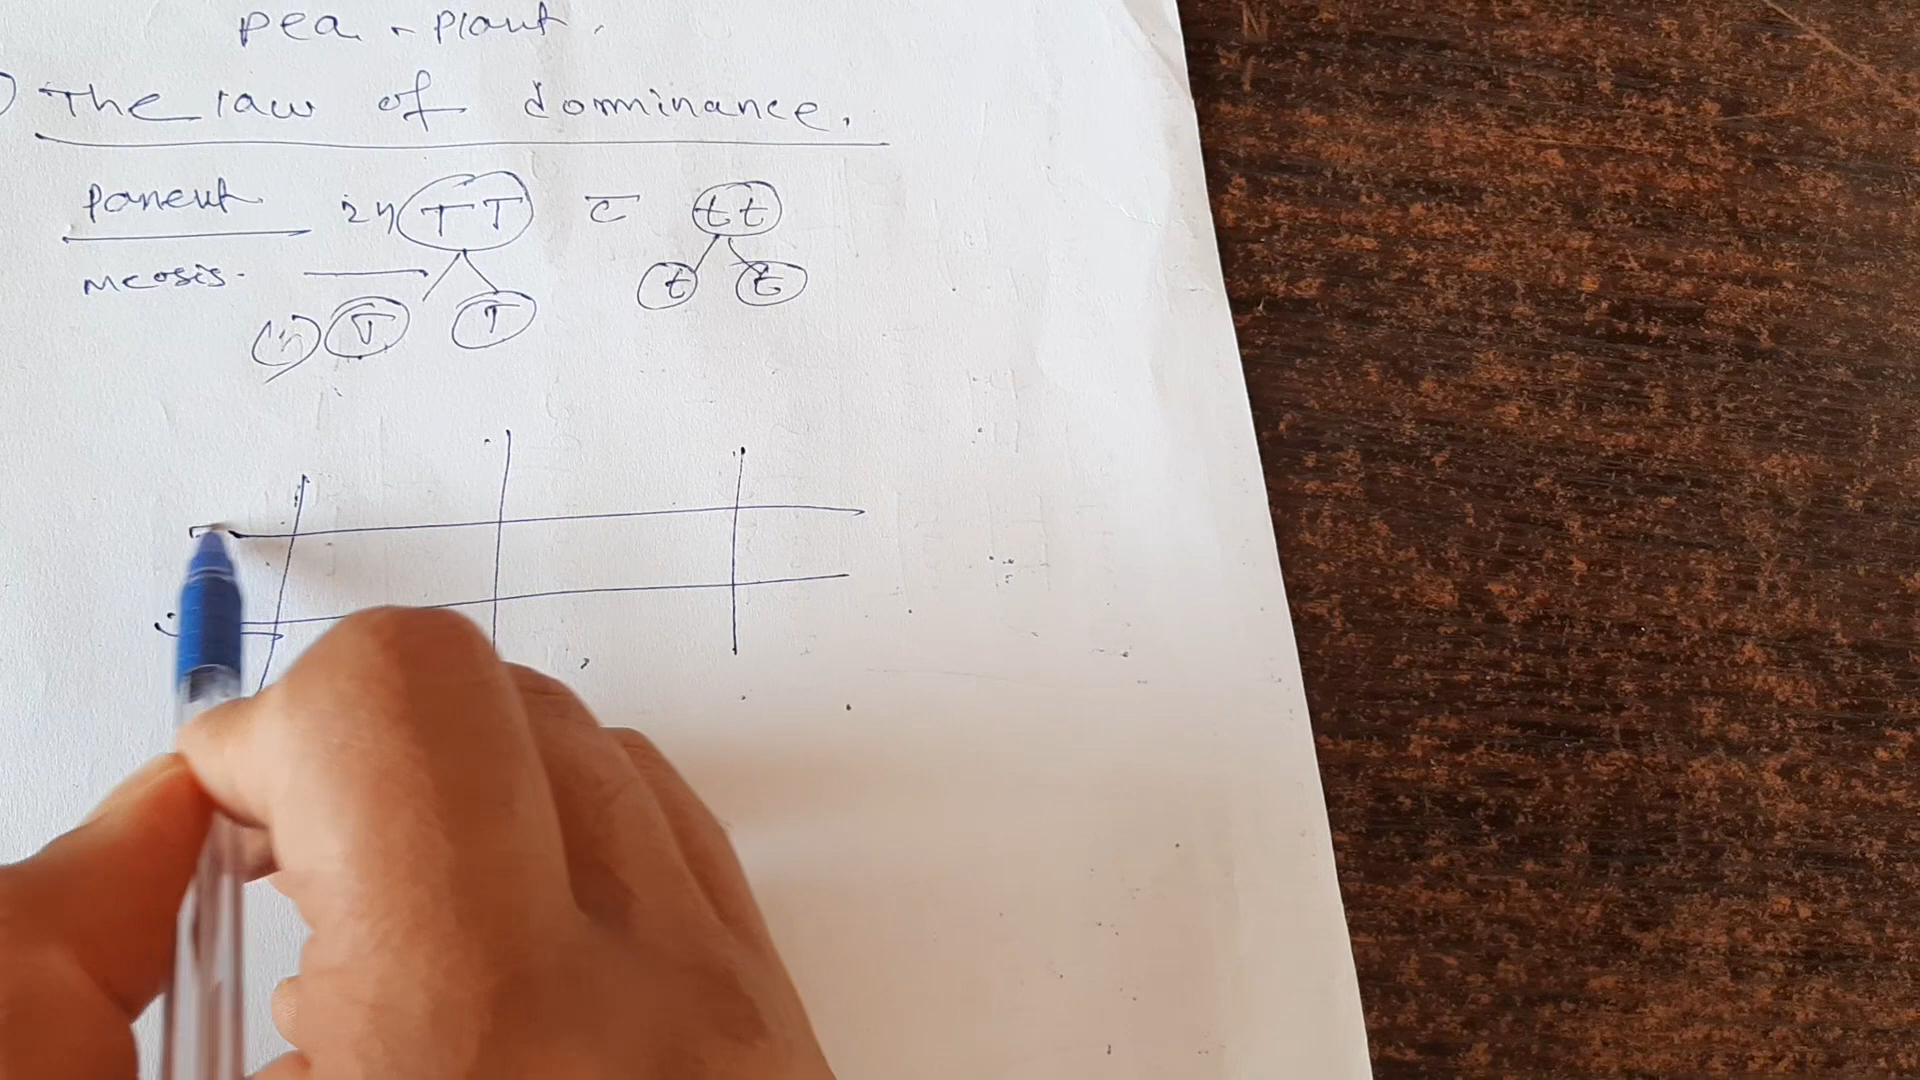 pea - plant.
The law of dominance.
Parent 2n TT c tt
meosis. t t
(n) T T